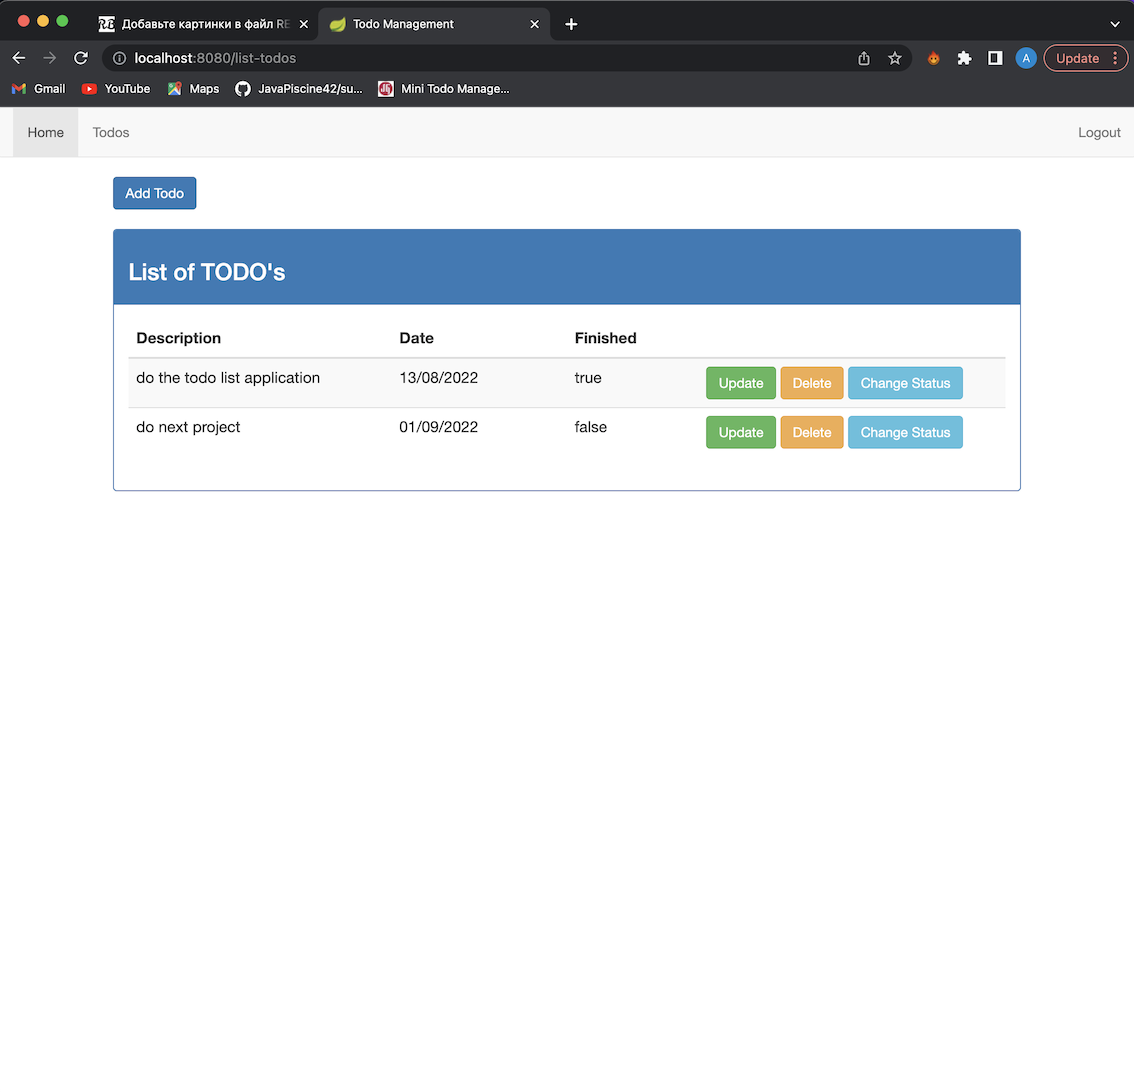 Добавьте картинки в файл RE
Todo Management
localhost:8080/list-todos
A
Update
Gmail
YouTube
Maps
JavaPiscine42/su...
Mini Todo Manage...
Home
Todos
Logout
Add Todo
List of TODO's
Description Date Finished
do the todo list application 13/08/2022 true Update Delete Change Status
do next project 01/09/2022 false Update Delete Change Status